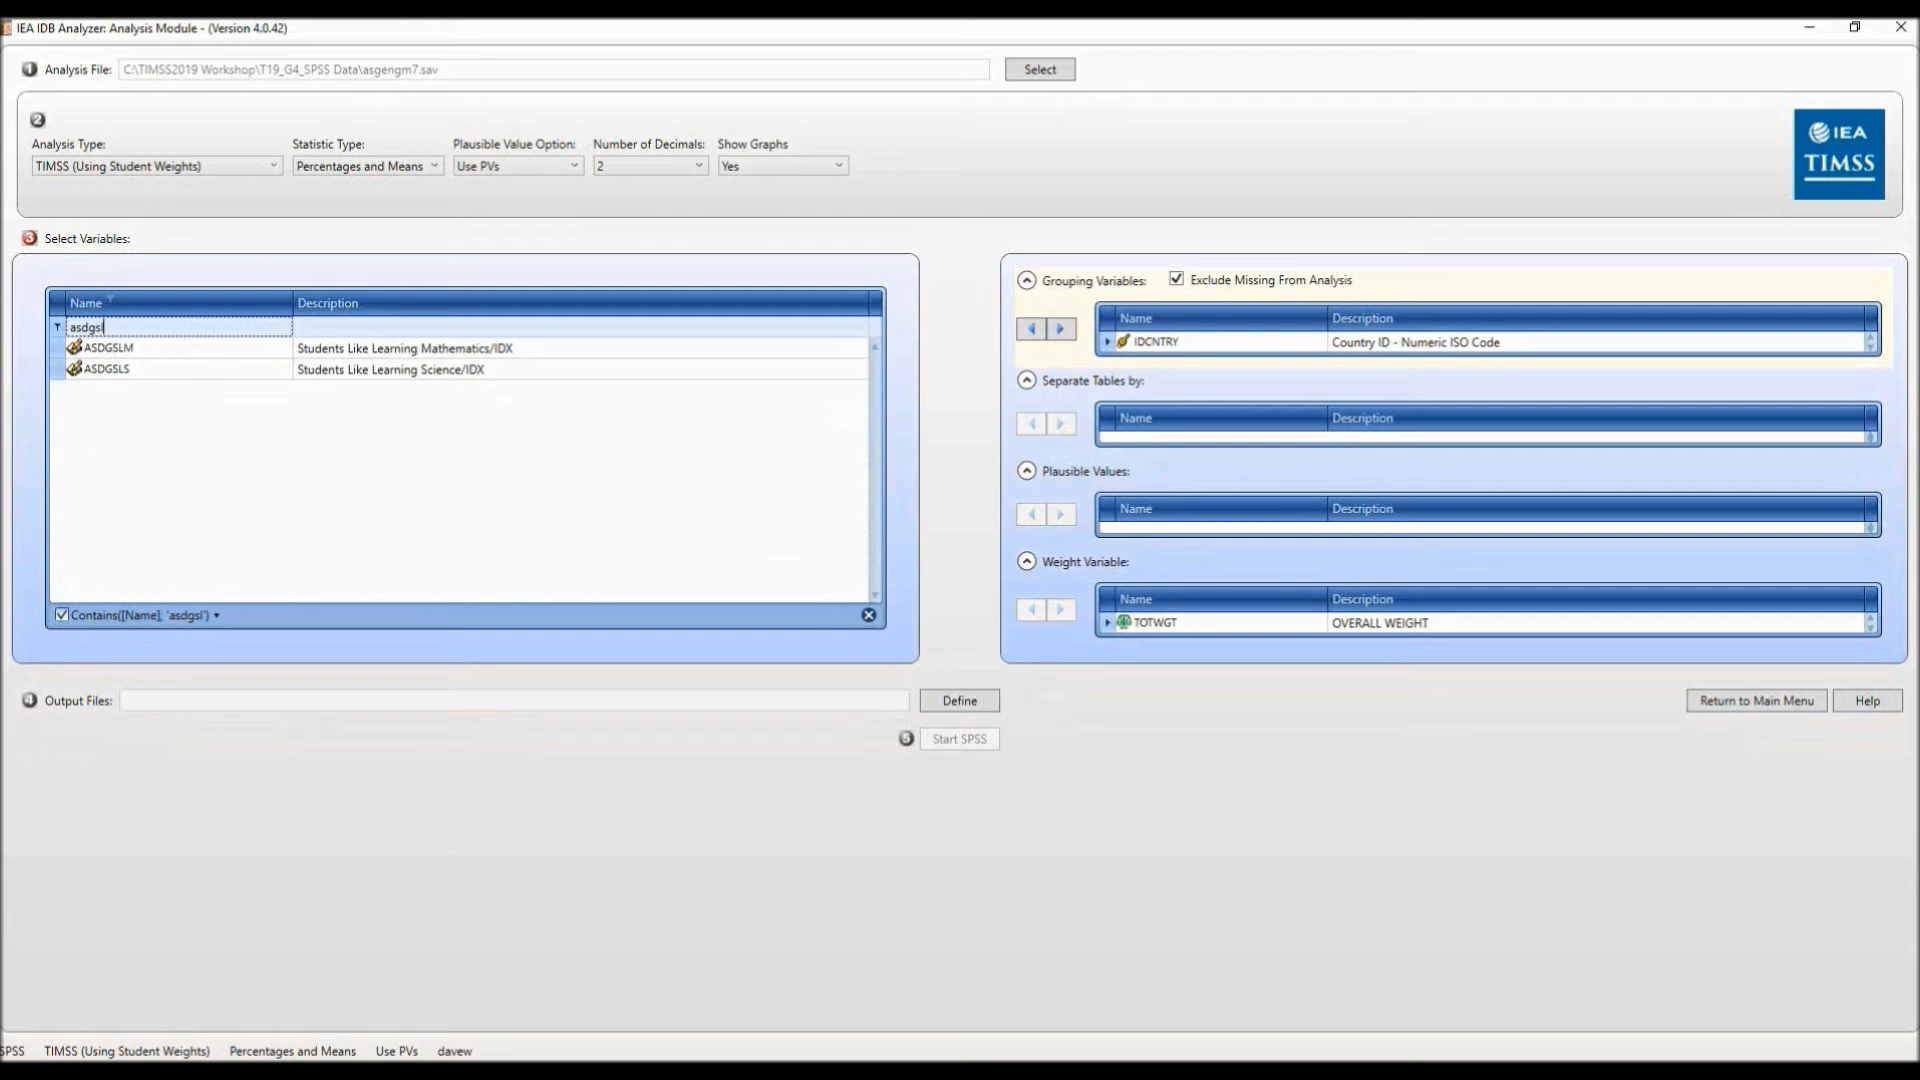 IEA IDB Analyzer: Analysis Module - (Version 4.0.42)
1 Analysis File: C:\TIMSS2019 Workshop\T19_G4_SPSS Data\asgengm7.sav Select
2
Analysis Type: Statistic Type: Plausible Value Option: Number of Decimals: Show Graphs
TIMSS (Using Student Weights) Percentages and Means Use PVs 2 Yes
IEA
TIMSS
3 Select Variables:
Name Description
asdgsl
ASDGSLM Students Like Learning Mathematics/IDX
ASDGSLS Students Like Learning Science/IDX
Contains([Name], 'asdgsl')
Grouping Variables: Exclude Missing From Analysis
Name Description
IDCNTRY Country ID - Numeric ISO Code
Separate Tables by:
Name Description
Plausible Values:
Name Description
Weight Variable:
Name Description
TOTWGT OVERALL WEIGHT
4 Output Files: Define Return to Main Menu Help
5 Start SPSS
SPSS TIMSS (Using Student Weights) Percentages and Means Use PVs davew